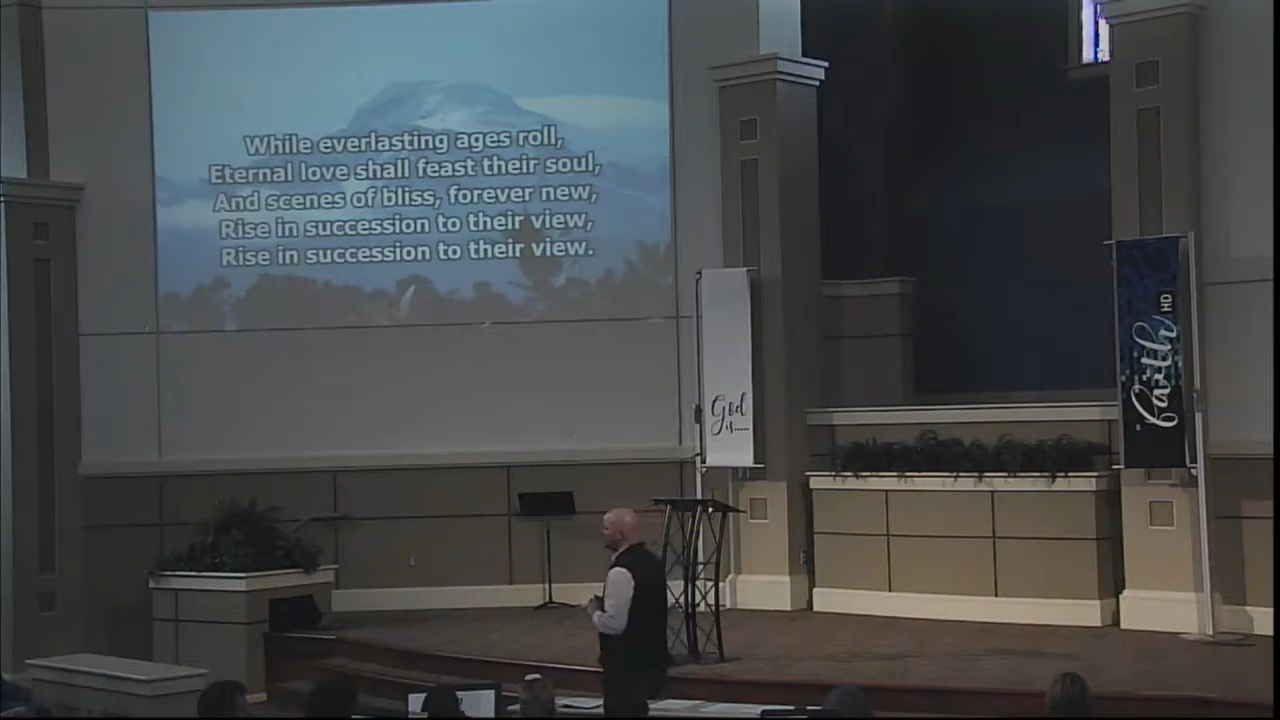 While everlasting ages roll,
Eternal love shall feast their soul,
And scenes of bliss, forever new,
Rise in succession to their view,
Rise in succession to their view.
God
is.....
faith
HD